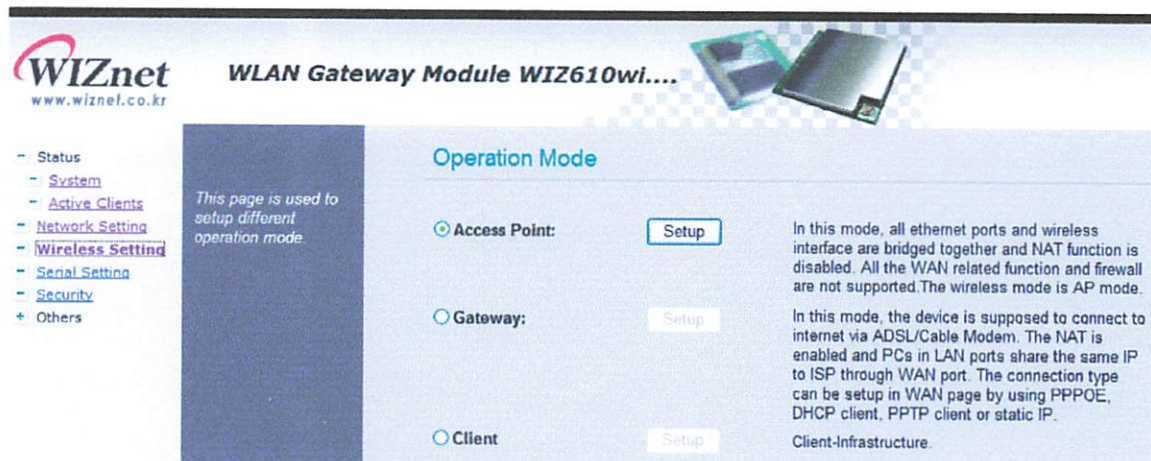 WIZnet
www.wiznet.co.kr
WLAN Gateway Module WIZ610wi....
- Status
- System
- Active Clients
- Network Setting
- Wireless Setting
- Serial Setting
- Security
+ Others
This page is used to
setup different
operation mode.
Operation Mode
Access Point:
Setup
In this mode, all ethernet ports and wireless
interface are bridged together and NAT function is
disabled. All the WAN related function and firewall
are not supported.The wireless mode is AP mode.
Gateway:
Setup
In this mode, the device is supposed to connect to
internet via ADSL/Cable Modem. The NAT is
enabled and PCs in LAN ports share the same IP
to ISP through WAN port. The connection type
can be setup in WAN page by using PPPOE,
DHCP client, PPTP client or static IP.
Client
Setup
Client-Infrastructure.